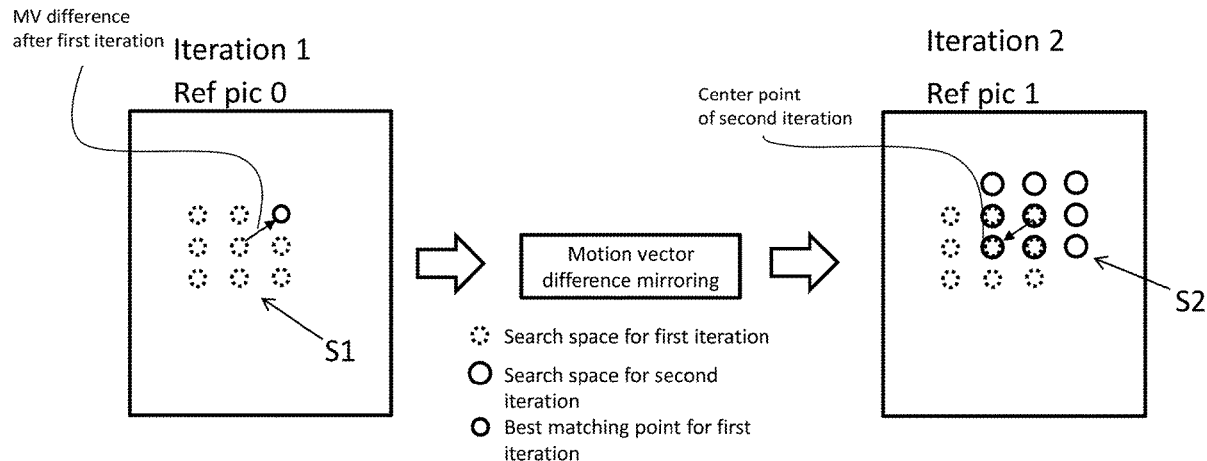 MV difference
after first iteration
Iteration 1
Ref pic 0
S1
Motion vector
difference mirroring
Search space for first iteration
Search space for second
iteration
Best matching point for first
iteration
Iteration 2
Ref pic 1
Center point
of second iteration
S2